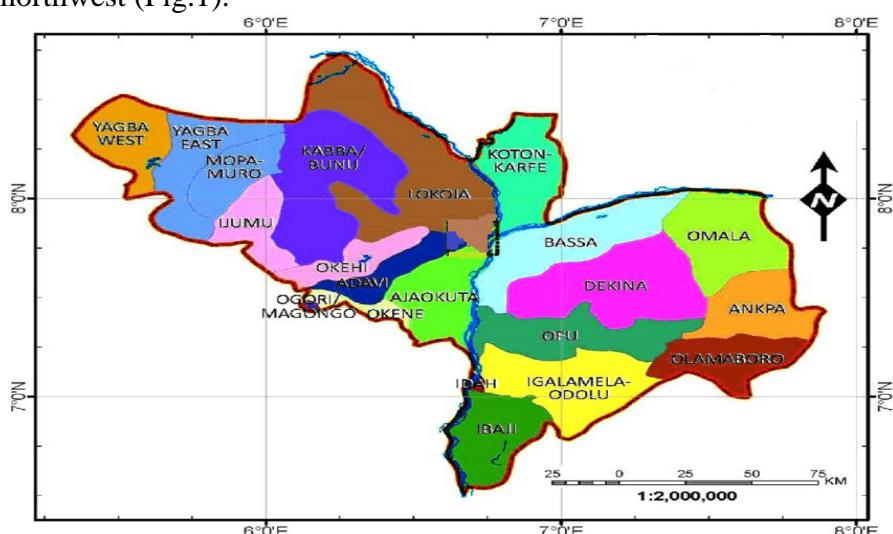 northwest (Fig.1).
6°0'E 7°0'E 8°0'E
YAGBA
WEST
YAGBA
EAST
MOPA-
MURO
KABBA/
BUNU
KOTON-
KARFE
LOKOJA
8°0'N
8°0'N
N
IJUMU
BASSA
OMALA
OKEHI
ADAVI
DEKINA
OGORI/
MAGONGO
OKENE
AJAOKUTA
ANKPA
OFU
OLAMABORO
IDAH
IGALAMELA-
ODOLU
7°0'N
7°0'N
IBAJI
25 0 25 50 75
KM
1:2,000,000
6°0'E 7°0'E 8°0'E